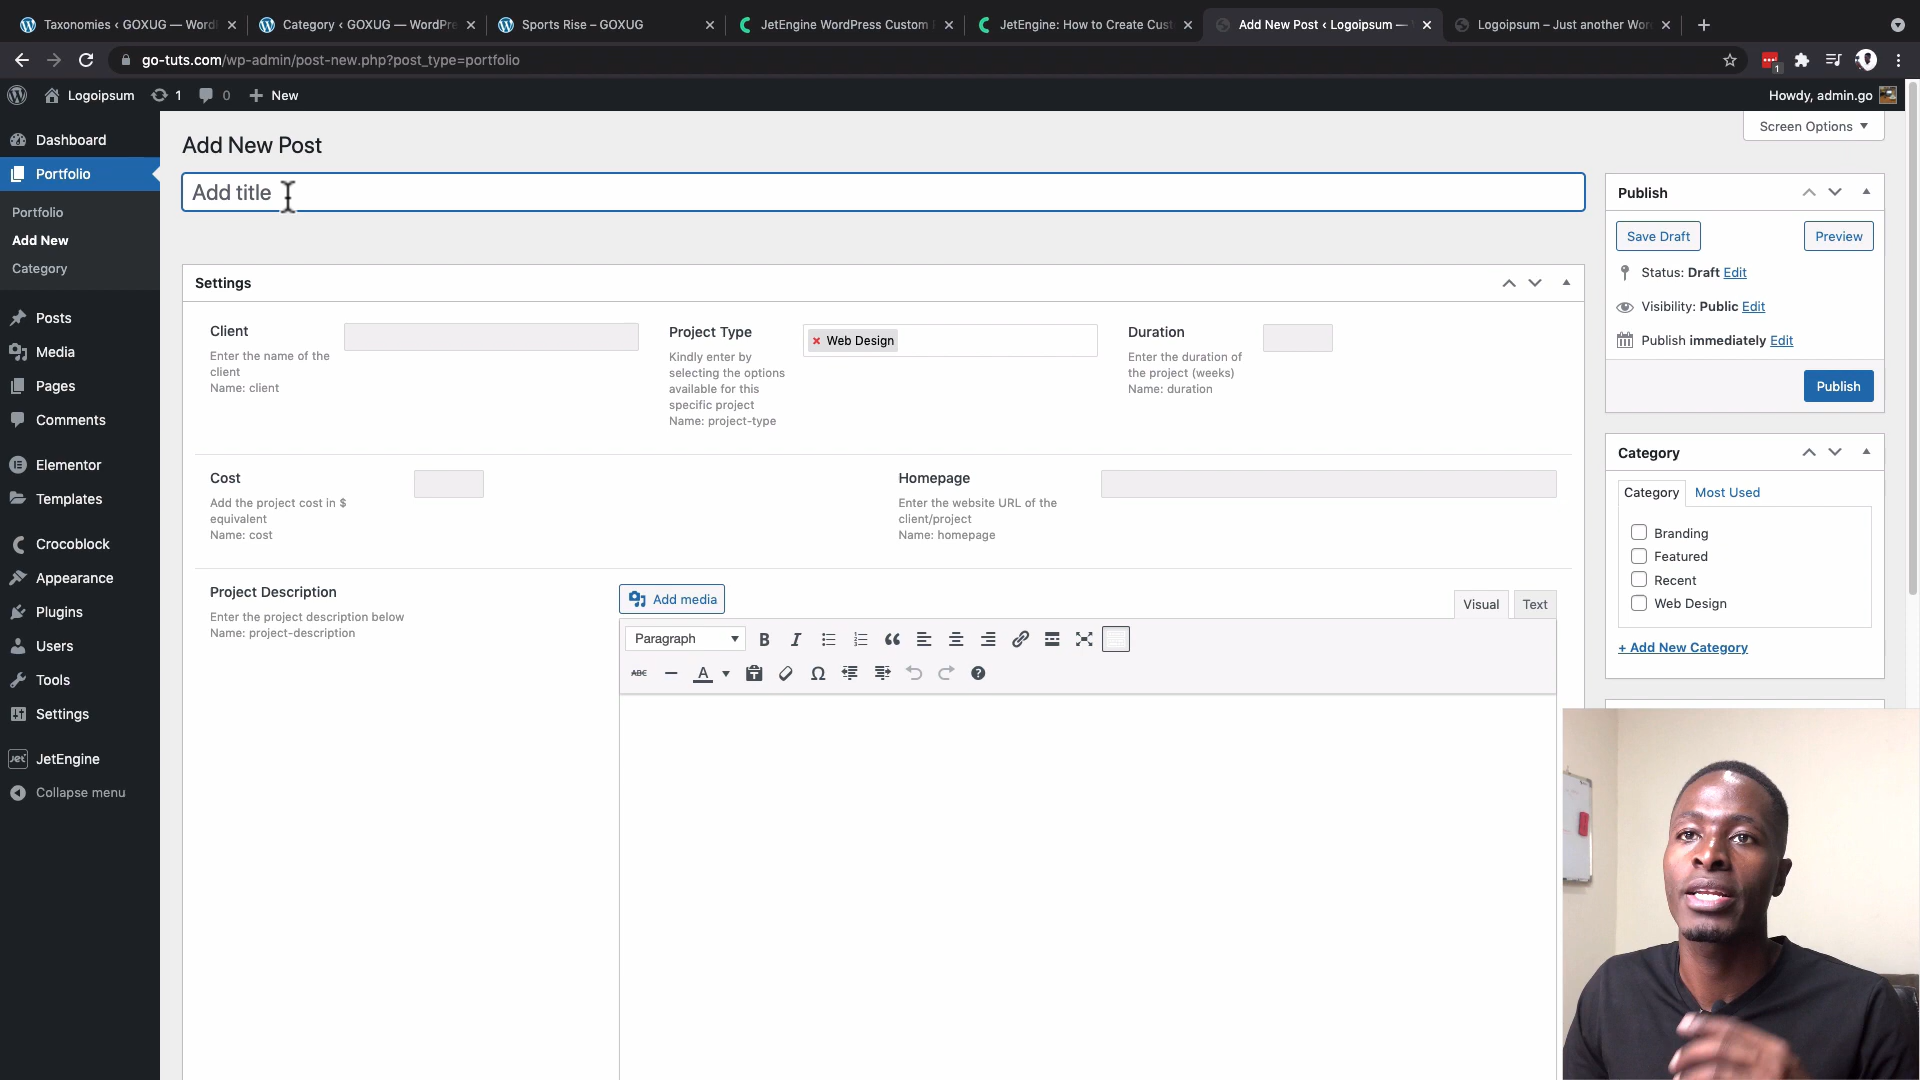 Taxonomies ‹ GOXUG — Word
Category ‹ GOXUG — WordPre
Sports Rise – GOXUG
JetEngine WordPress Custom
JetEngine: How to Create Cust
Add New Post ‹ Logoipsum —
Logoipsum – Just another Wor
go-tuts.com/wp-admin/post-new.php?post_type=portfolio
1
Logoipsum
1
0
New
Howdy, admin.go
Screen Options
Dashboard
Portfolio
Portfolio
Add New
Category
Posts
Media
Pages
Comments
Elementor
Templates
Crocoblock
Appearance
Plugins
Users
Tools
Settings
Jet
JetEngine
Collapse menu
Add New Post
Add title
Settings
Client
Enter the name of the
client
Name: client
Project Type
Kindly enter by
selecting the options
available for this
specific project
Name: project-type
× Web Design
Duration
Enter the duration of
the project (weeks)
Name: duration
Cost
Add the project cost in $
equivalent
Name: cost
Homepage
Enter the website URL of the
client/project
Name: homepage
Project Description
Enter the project description below
Name: project-description
Add media
Visual
Text
Paragraph
B
I
ABC
A
Ω
Publish
Save Draft
Preview
Status: Draft Edit
Visibility: Public Edit
Publish immediately Edit
Publish
Category
Category
Most Used
Branding
Featured
Recent
Web Design
+ Add New Category